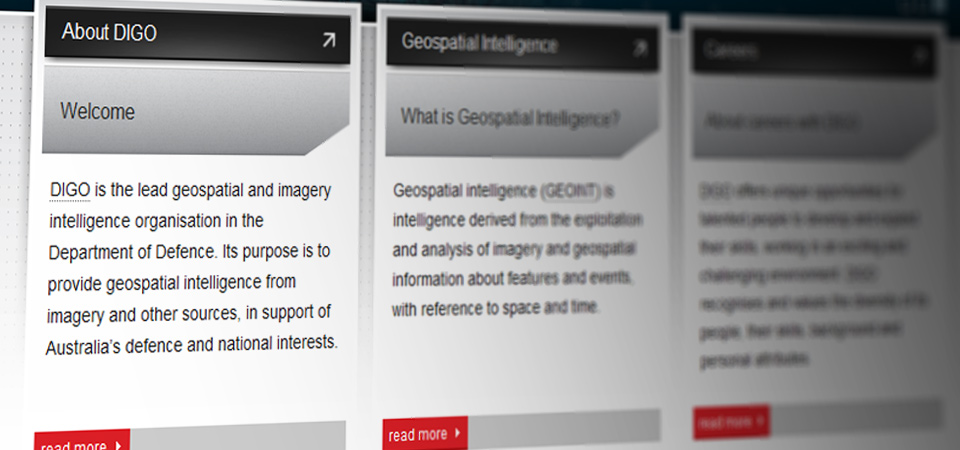 About DIGO
Welcome
DIGO is the lead geospatial and imagery
intelligence organisation in the
Department of Defence. Its purpose is to
provide geospatial intelligence from
imagery and other sources, in support of
Australia's defence and national interests.
read more
Geospatial Intelligence
What is Geospatial Intelligence?
Geospatial intelligence (GEOINT) is
intelligence derived from the exploitation
and analysis of imagery and geospatial
information about features and events,
with reference to space and time.
read more
Careers
About careers with DIGO
DIGO offers unique opportunities for
talented people to develop and expand
their skills, working in an exciting and
challenging environment. DIGO
recognises and values the diversity of its
people, their skills, background and
personal attributes.
read more